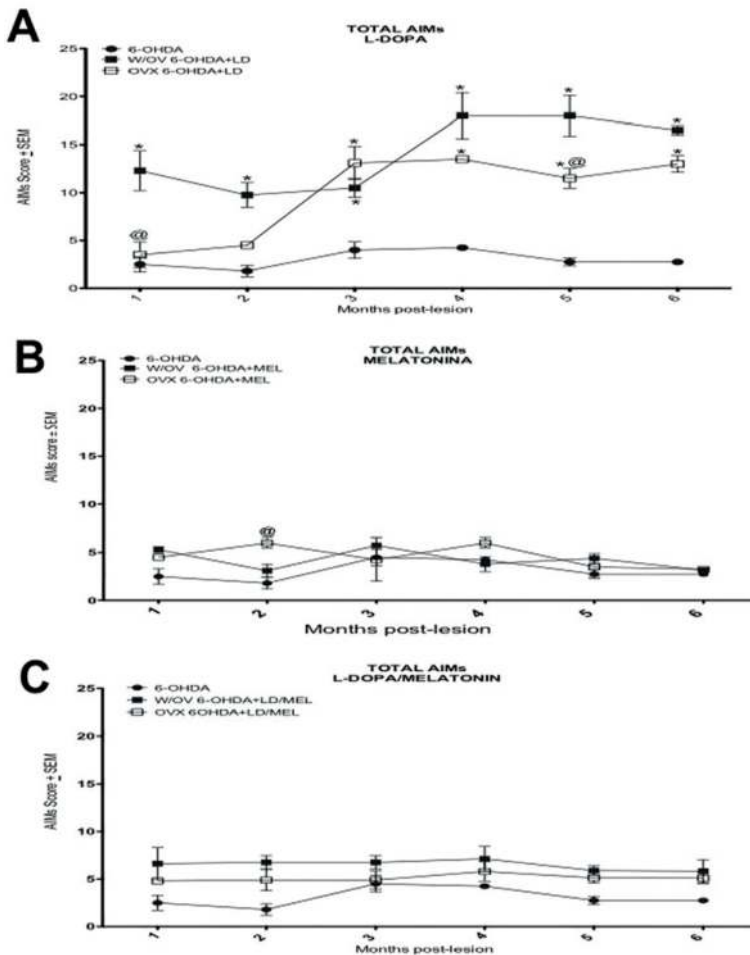 A
TOTAL AIMs
L-DOPA
6-OHDA
W/OV 6-OHDA+LD
OVX 6-OHDA+LD
AIMs Score ± SEM
25
20
15
10
5
0
* * * * * * * * *@ * @
1 2 3 4 5 6
Months post-lesion
B
TOTAL AIMs
MELATONINA
6-OHDA
W/OV 6-OHDA+MEL
OVX 6-OHDA+MEL
AIMs score ± SEM
25
20
15
10
5
0
@
1 2 3 4 5 6
Months post-lesion
C
TOTAL AIMs
L-DOPA/MELATONIN
6-OHDA
W/OV 6-OHDA+LD/MEL
OVX 6OHDA+LD/MEL
AIMs Score ± SEM
25
20
15
10
5
0
1 2 3 4 5 6
Months post-lesion